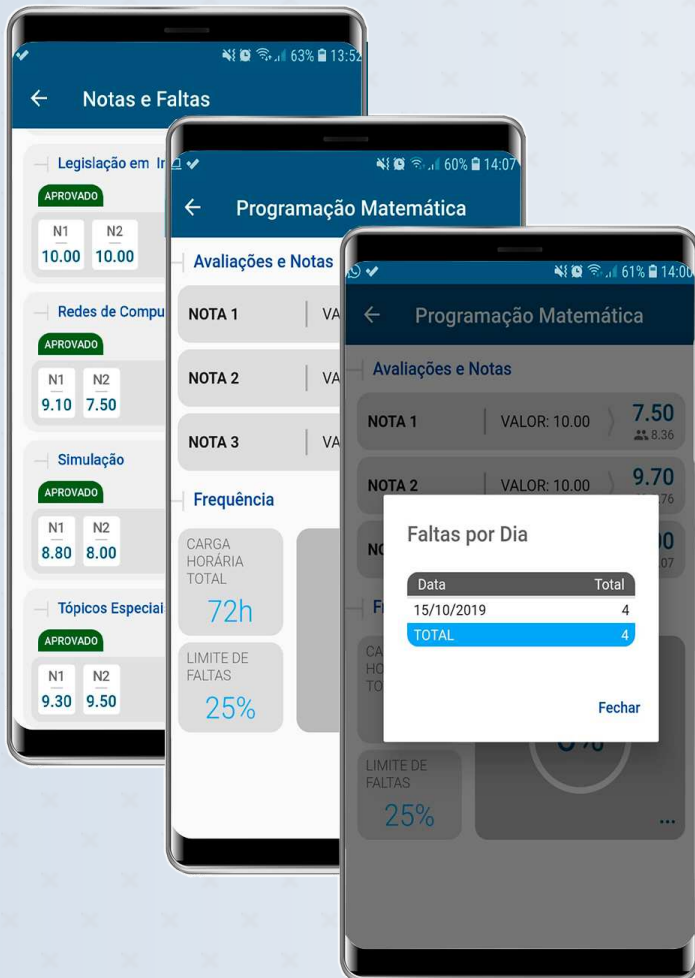 63% 13:52
Notas e Faltas
Legislação em
APROVADO
N1 N2
10.00 10.00
Redes de
APROVADO
N1 N2
9.10 7.50
Simulação
APROVADO
N1 N2
8.80 8.00
Tópicos
APROVADO
N1 N2
9.30 9.50
60% 14:07
Programação Matemática
Avaliações e Notas
NOTA 1
NOTA 2
NOTA 3
Frequência
CARGA
HORÁRIA
TOTAL
72h
LIMITE DE
FALTAS
25%
61% 14:00
Programação Matemática
Avaliações e Notas
NOTA 1 VALOR: 10.00 7.50
8.36
NOTA 2 VALOR: 10.00 9.70
Faltas por Dia
Data Total
15/10/2019 4
TOTAL 4
Fechar
LIMITE DE
FALTAS
25%
...